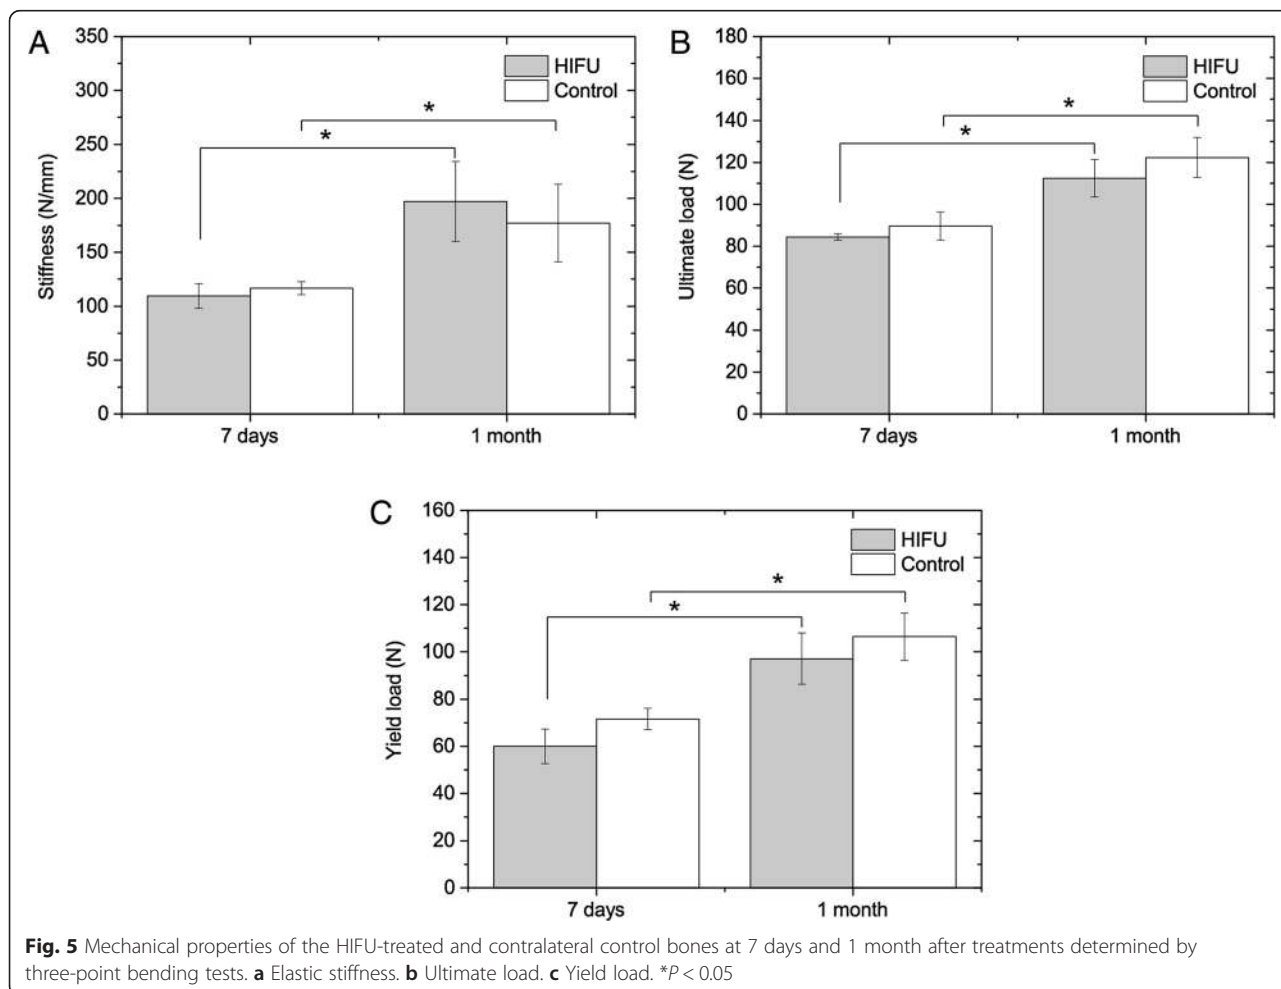 A
350
300
250
200
150
100
50
0
Stiffness (N/mm)
HIFU
Control
*
*
7 days
1 month
B
180
160
140
120
100
80
60
40
20
0
Ultimate load (N)
HIFU
Control
*
*
7 days
1 month
C
160
140
120
100
80
60
40
20
0
Yield load (N)
HIFU
Control
*
*
7 days
1 month
Fig. 5 Mechanical properties of the HIFU-treated and contralateral control bones at 7 days and 1 month after treatments determined by
three-point bending tests. a Elastic stiffness. b Ultimate load. c Yield load. *P < 0.05